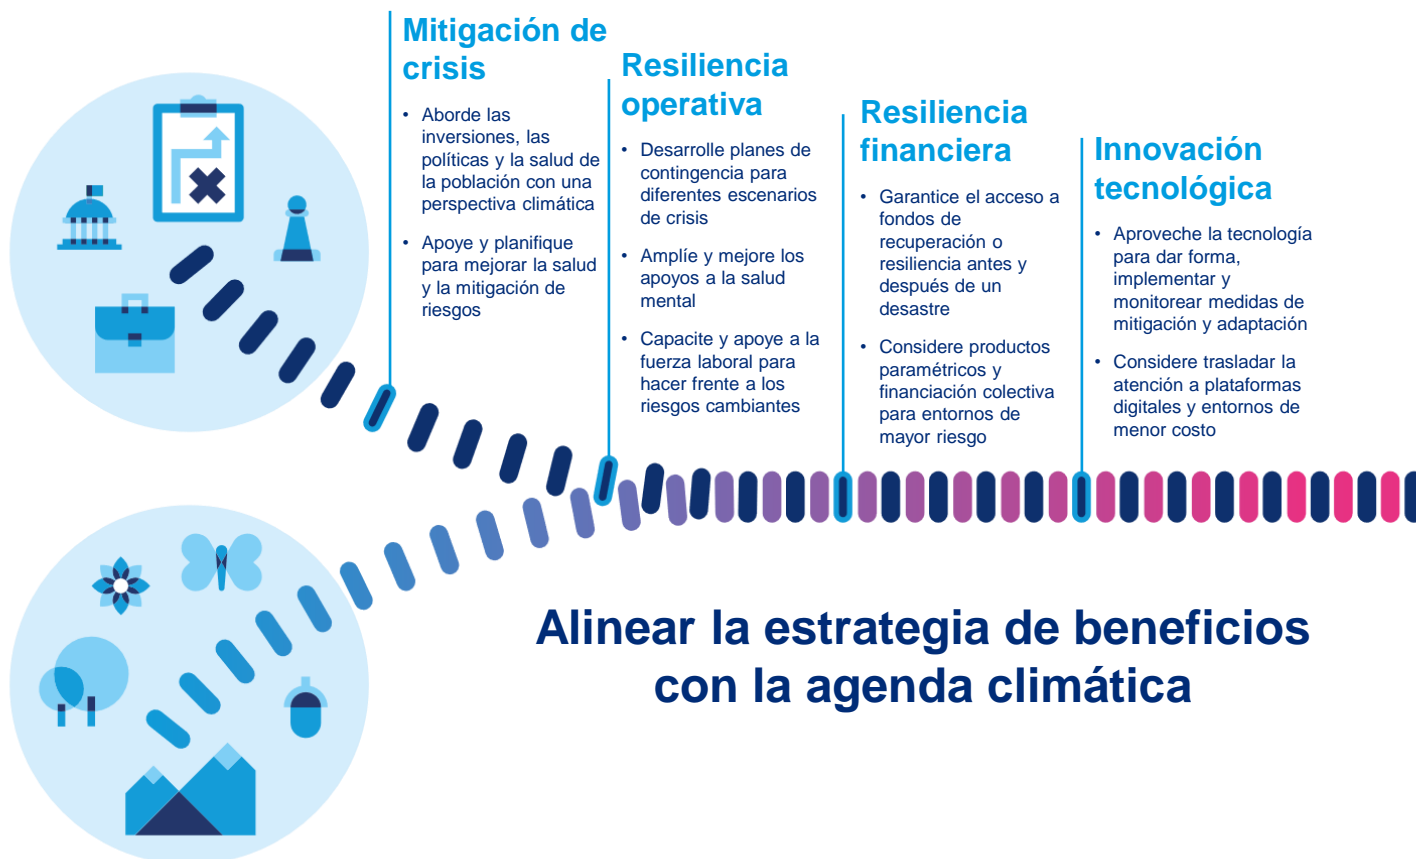 Mitigación de
crisis
• Aborde las
inversiones, las
políticas y la salud de
la población con una
perspectiva climática
• Apoye y planifique
para mejorar la salud
y la mitigación de
riesgos
Resiliencia
operativa
• Desarrolle planes de
contingencia para
diferentes escenarios
de crisis
• Amplíe y mejore los
apoyos a la salud
mental
• Capacite y apoye a la
fuerza laboral para
hacer frente a los
riesgos cambiantes
Resiliencia
financiera
• Garantice el acceso a
fondos de
recuperación o
resiliencia antes y
después de un
desastre
• Considere productos
paramétricos y
financiación colectiva
para entornos de
mayor riesgo
Innovación
tecnológica
• Aproveche la tecnología
para dar forma,
implementar y
monitorear medidas de
mitigación y adaptación
• Considere trasladar la
atención a plataformas
digitales y entornos de
menor costo
Alinear la estrategia de beneficios
con la agenda climática